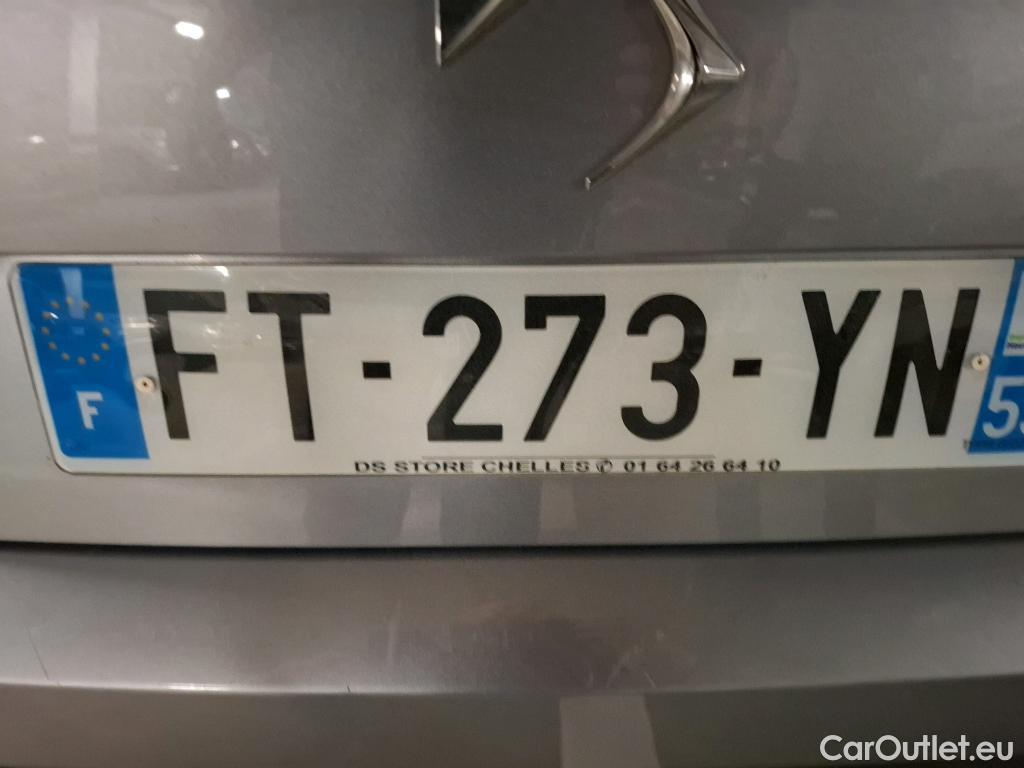 F
FT-273-YN
DS STORE CHELLES✆ 01 64 26 64 10
CarOutlet.eu